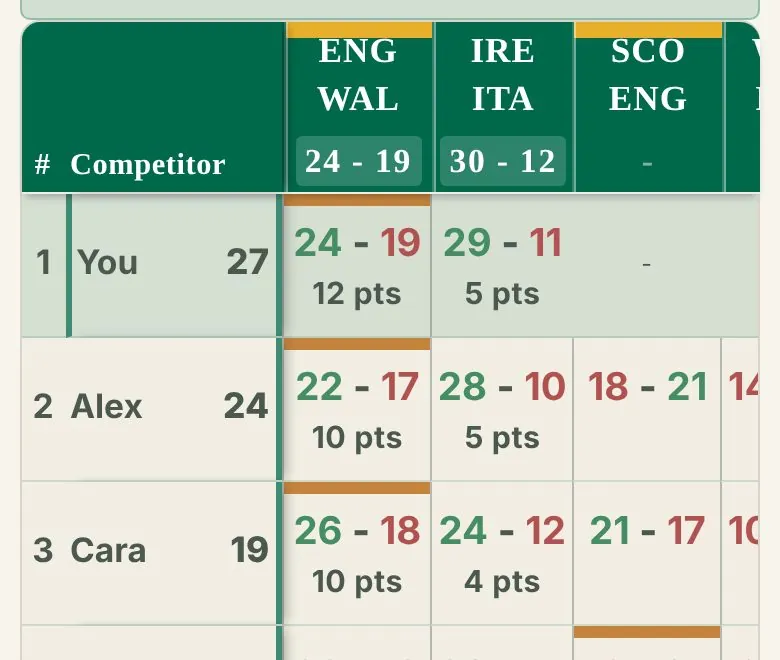 ENG IRE SCO
WAL ITA ENG
# Competitor 24 - 19 30 - 12 -
1 You 27 24 - 19 29 - 11 -
12 pts 5 pts
2 Alex 24 22 - 17 28 - 10 18 - 21 14
10 pts 5 pts
3 Cara 19 26 - 18 24 - 12 21 - 17 10
10 pts 4 pts